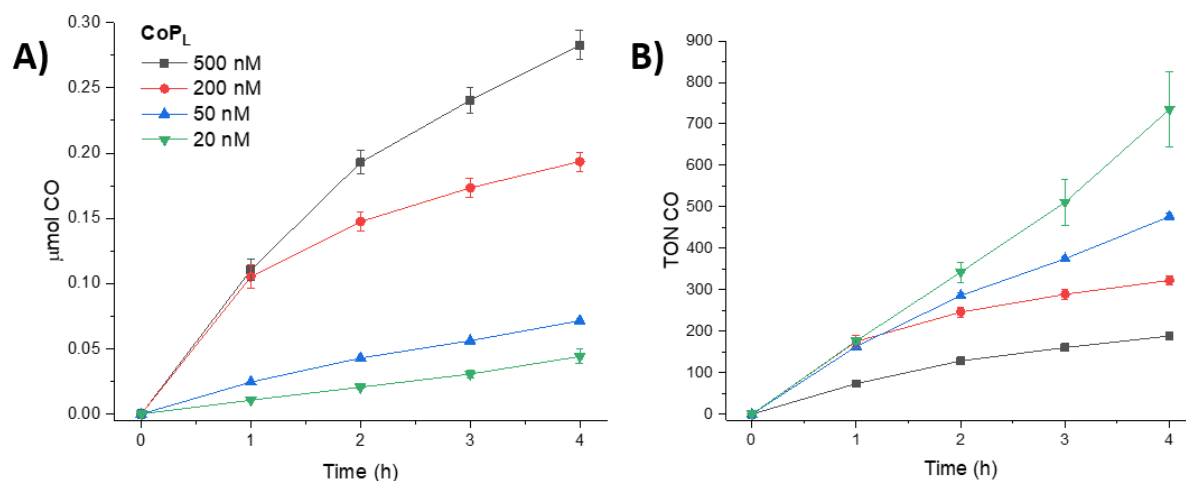 A)
CoPL
500 nM
200 nM
50 nM
20 nM
μmol CO
0.30
0.25
0.20
0.15
0.10
0.05
0.00
0 1 2 3 4
Time (h)
B)
TON CO
900
800
700
600
500
400
300
200
100
0
0 1 2 3 4
Time (h)